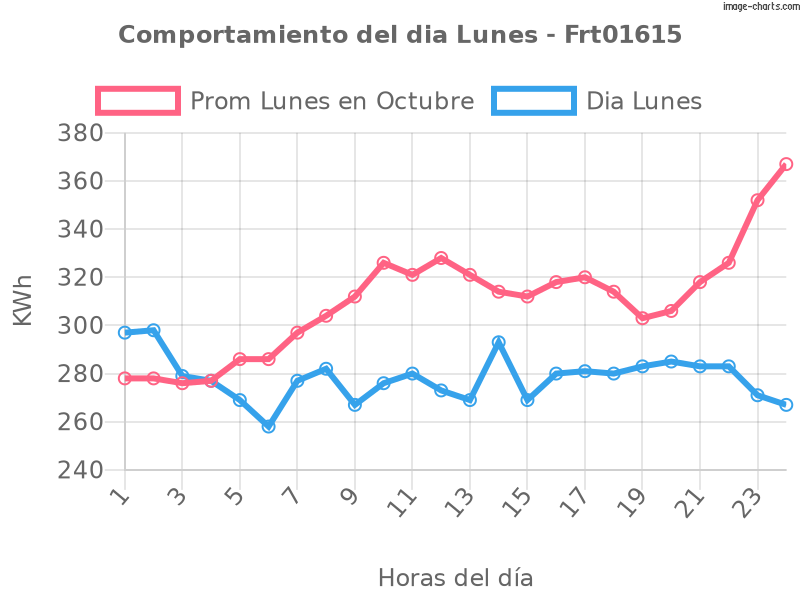 image-charts.com
Comportamiento del dia Lunes - Frt01615
Prom Lunes en Octubre
Dia Lunes
380
360
340
320
300
280
260
240
KWh
1 3 5 7 9 11 13 15 17 19 21 23
Horas del día